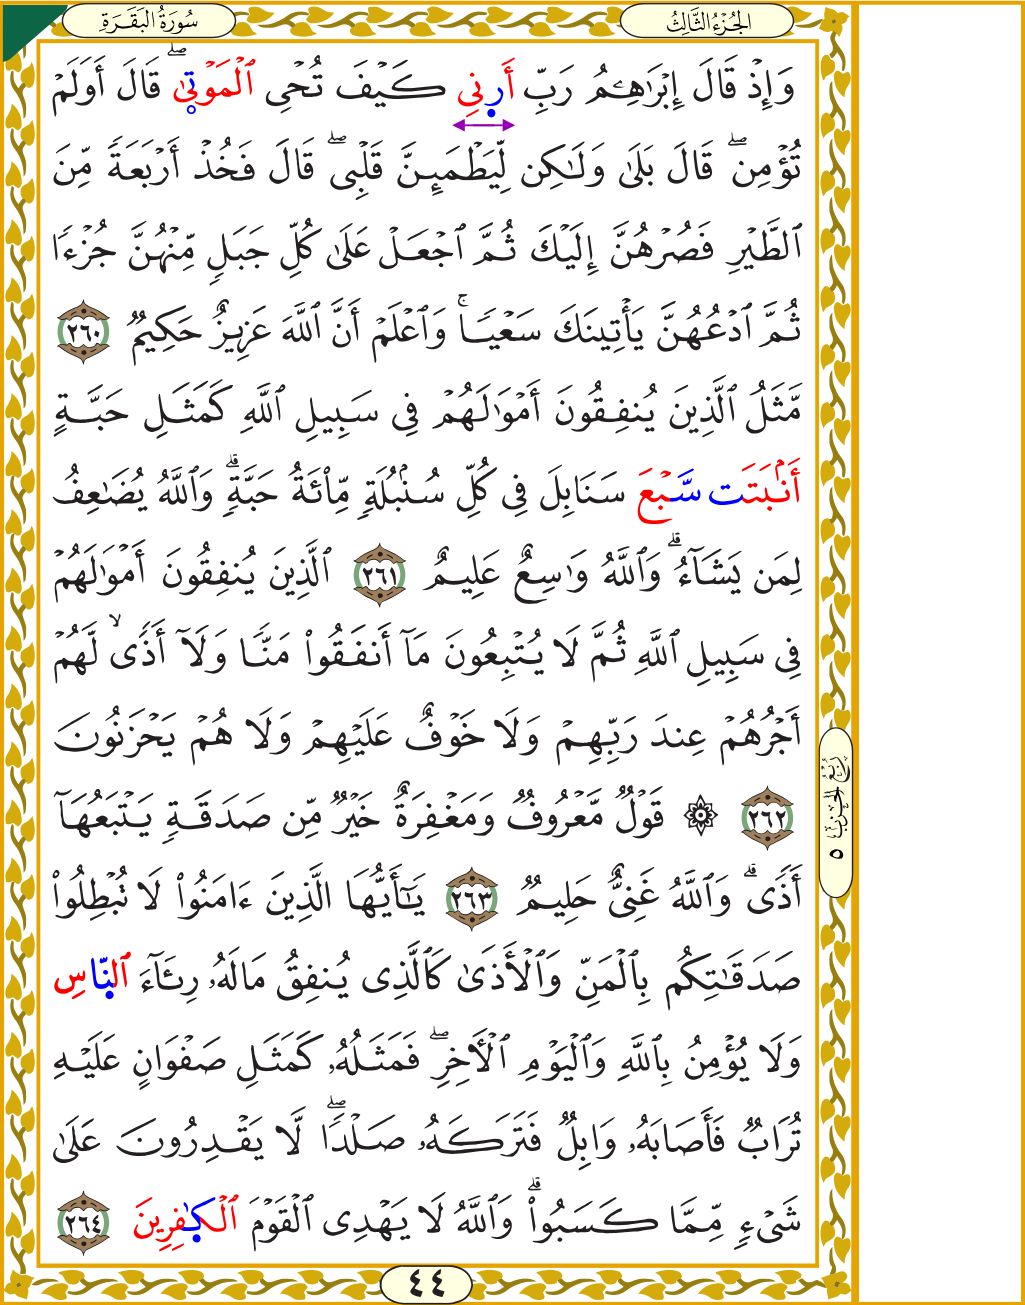 سُورَةُ الْبَقَرَةِ
الجُزْءُ الثَّالِثُ
وَإِذْ قَالَ إِبْرَٰهِـۧمُ رَبِّ أَرِنِى كَيْفَ تُحْىِ ٱلْمَوْتَىٰ ۖ قَالَ أَوَلَمْ
تُؤْمِن ۖ قَالَ بَلَىٰ وَلَـٰكِن لِّيَطْمَئِنَّ قَلْبِى ۖ قَالَ فَخُذْ أَرْبَعَةً مِّنَ
ٱلطَّيْرِ فَصُرْهُنَّ إِلَيْكَ ثُمَّ ٱجْعَلْ عَلَىٰ كُلِّ جَبَلٍ مِّنْهُنَّ جُزْءًا
ثُمَّ ٱدْعُهُنَّ يَأْتِينَكَ سَعْيًا ۚ وَٱعْلَمْ أَنَّ ٱللَّهَ عَزِيزٌ حَكِيمٌ ٢٦٠
مَّثَلُ ٱلَّذِينَ يُنفِقُونَ أَمْوَٰلَهُمْ فِى سَبِيلِ ٱللَّهِ كَمَثَلِ حَبَّةٍ
أَنۢبَتَت سَّبْعَ سَنَابِلَ فِى كُلِّ سُنۢبُلَةٍ مِّا۟ئَةُ حَبَّةٍ ۗ وَٱللَّهُ يُضَـٰعِفُ
لِمَن يَشَآءُ ۗ وَٱللَّهُ وَٰسِعٌ عَلِيمٌ ٢٦١ ٱلَّذِينَ يُنفِقُونَ أَمْوَٰلَهُمْ
فِى سَبِيلِ ٱللَّهِ ثُمَّ لَا يُتْبِعُونَ مَآ أَنفَقُوا۟ مَنًّا وَلَآ أَذًى ۙ لَّهُمْ
أَجْرُهُمْ عِندَ رَبِّهِمْ وَلَا خَوْفٌ عَلَيْهِمْ وَلَا هُمْ يَحْزَنُونَ
٢٦٢ ۞ قَوْلٌ مَّعْرُوفٌ وَمَغْفِرَةٌ خَيْرٌ مِّن صَدَقَةٍ يَتْبَعُهَآ
أَذًى ۗ وَٱللَّهُ غَنِىٌّ حَلِيمٌ ٢٦٣ يَـٰٓأَيُّهَا ٱلَّذِينَ ءَامَنُوا۟ لَا تُبْطِلُوا۟
صَدَقَـٰتِكُم بِٱلْمَنِّ وَٱلْأَذَىٰ كَٱلَّذِى يُنفِقُ مَالَهُۥ رِئَآءَ ٱلنَّاسِ
وَلَا يُؤْمِنُ بِٱللَّهِ وَٱلْيَوْمِ ٱلْـَٔاخِرِ ۖ فَمَثَلُهُۥ كَمَثَلِ صَفْوَانٍ عَلَيْهِ
تُرَابٌ فَأَصَابَهُۥ وَابِلٌ فَتَرَكَهُۥ صَلْدًا ۖ لَّا يَقْدِرُونَ عَلَىٰ
شَىْءٍ مِّمَّا كَسَبُوا۟ ۗ وَٱللَّهُ لَا يَهْدِى ٱلْقَوْمَ ٱلْكَـٰفِرِينَ ٢٦٤
رُبْعُ الحِزْبِ ٥
٤٤